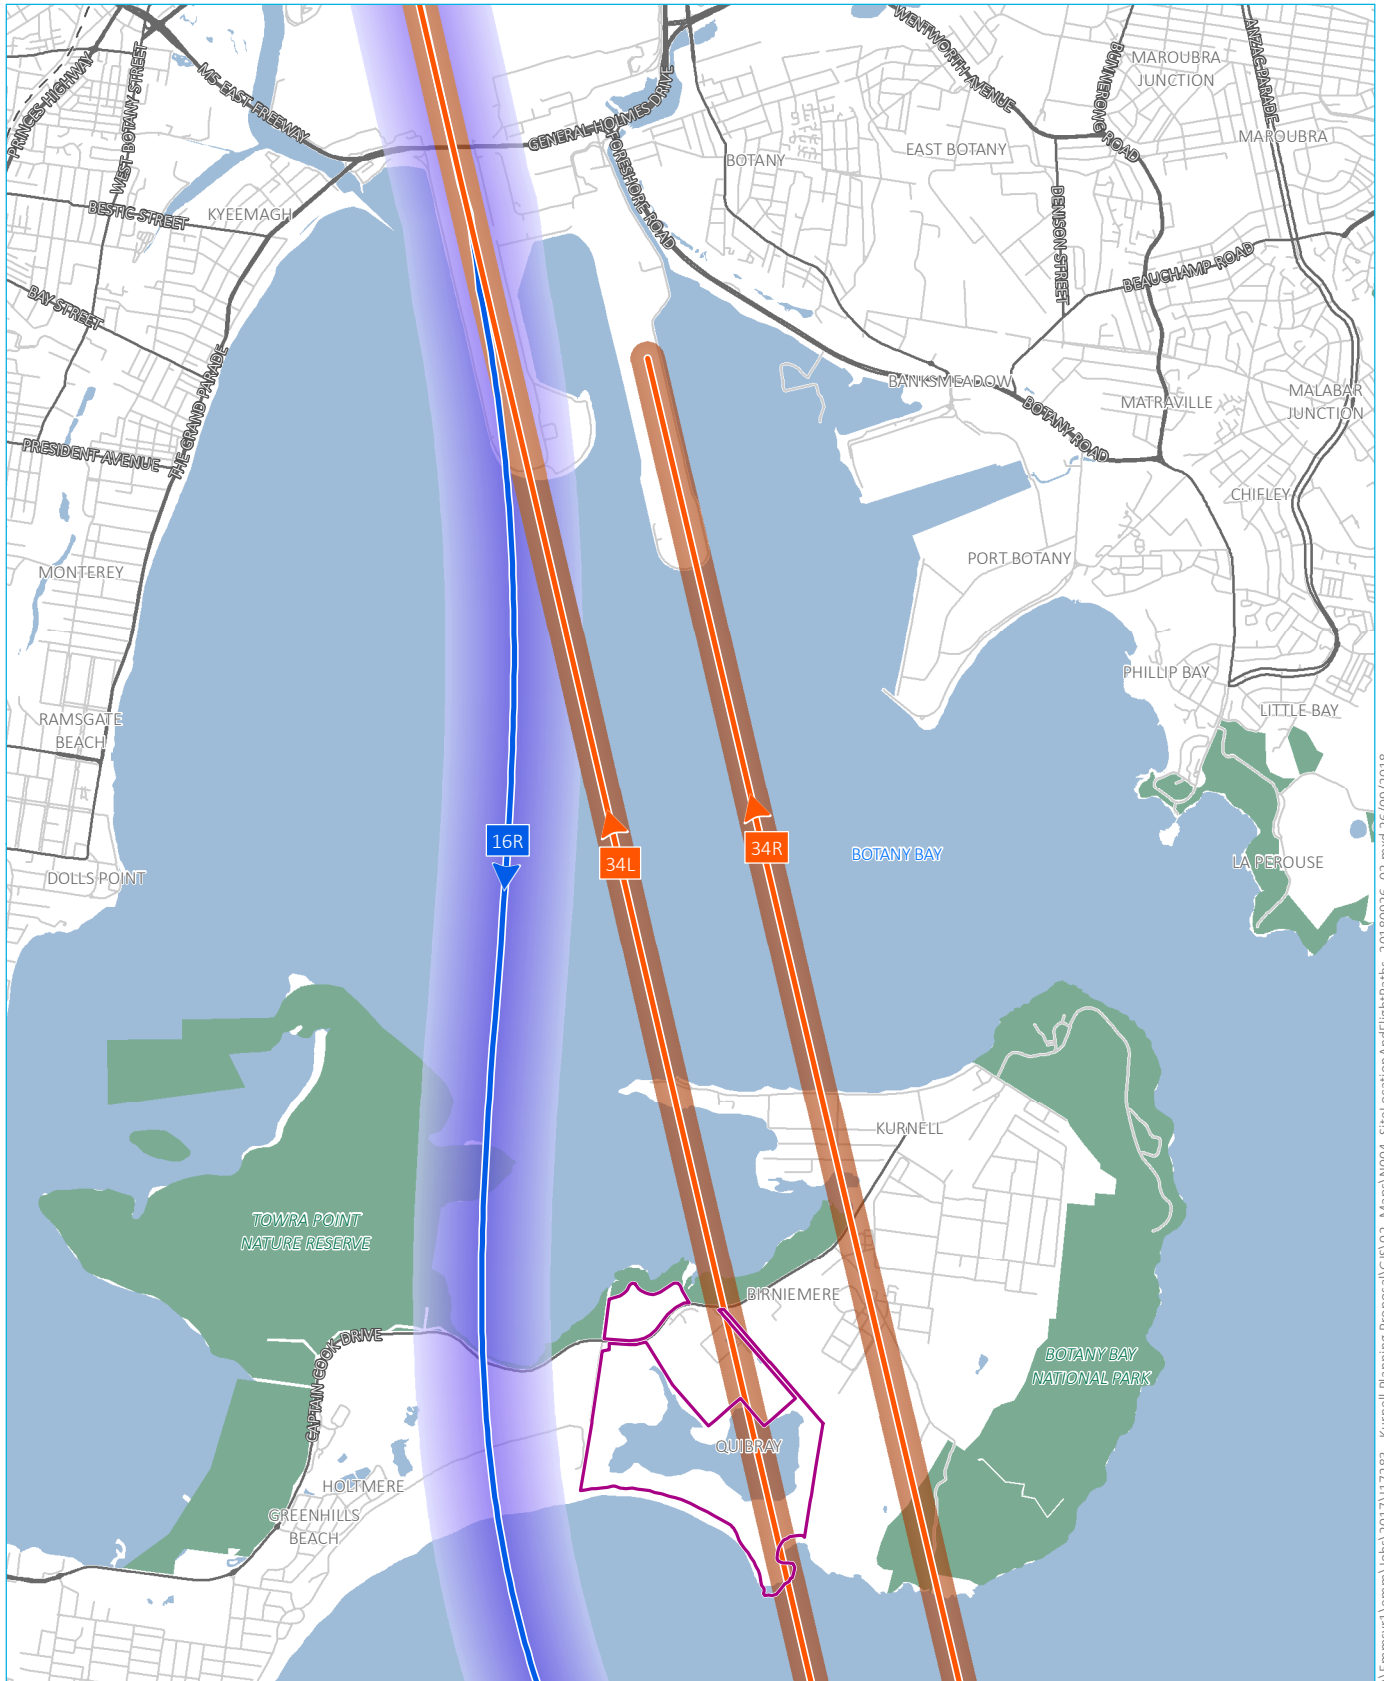 WENTWORTH AVENUE
BUNNERONG ROAD
ANZAC PARADE
MAROUBRA
JUNCTION
PRINCES HIGHWAY
WEST BOTANY STREET
M5 EAST FREEWAY
GENERAL HOLMES DRIVE
FORESHORE ROAD
BOTANY
EAST BOTANY
MAROUBRA
BESTIC STREET
KYEEMAGH
DENISON STREET
BEAUCHAMP ROAD
BAY STREET
THE GRAND PARADE
BANKSMEADOW
MATRAVILLE
MALABAR
JUNCTION
BOTANY ROAD
PRESIDENT AVENUE
CHIFLEY
MONTEREY
PORT BOTANY
PHILLIP BAY
RAMSGATE
BEACH
LITTLE BAY
16R
34L
34R
BOTANY BAY
LA PEROUSE
DOLLS POINT
KURNELL
TOWRA POINT
NATURE RESERVE
BIRNIEMERE
CAPTAIN COOK DRIVE
BOTANY BAY
NATIONAL PARK
QUIBRAY
HOLTMERE
GREENHILLS
BEACH